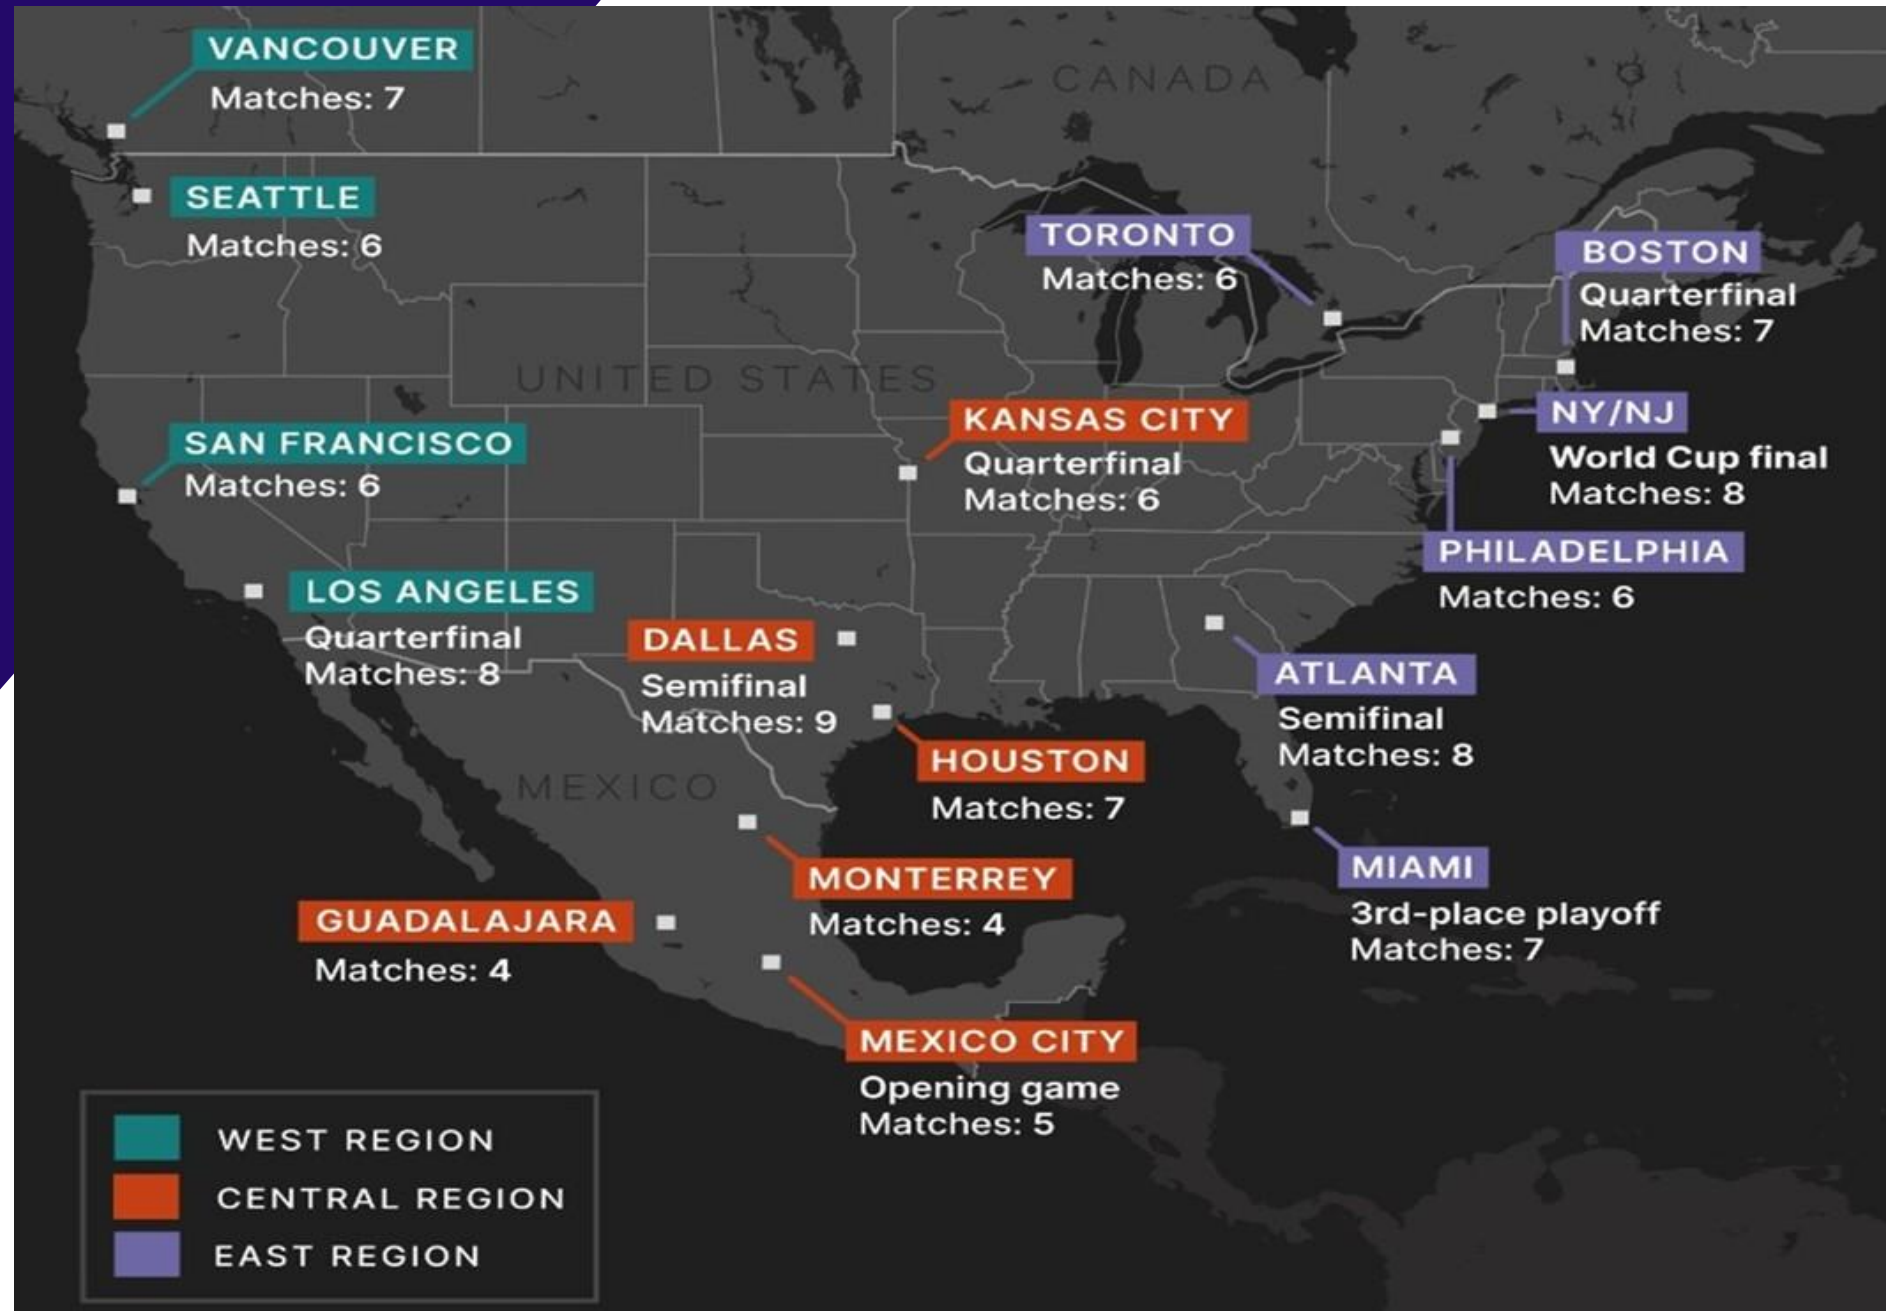 VANCOUVER
Matches: 7
CANADA
SEATTLE
Matches: 6
TORONTO
Matches: 6
BOSTON
Quarterfinal
Matches: 7
UNITED STATES
SAN FRANCISCO
Matches: 6
KANSAS CITY
Quarterfinal
Matches: 6
NY/NJ
World Cup final
Matches: 8
PHILADELPHIA
Matches: 6
LOS ANGELES
Quarterfinal
Matches: 8
DALLAS
Semifinal
Matches: 9
ATLANTA
Semifinal
Matches: 8
HOUSTON
Matches: 7
MEXICO
MONTERREY
Matches: 4
MIAMI
3rd-place playoff
Matches: 7
GUADALAJARA
Matches: 4
MEXICO CITY
Opening game
Matches: 5
WEST REGION
CENTRAL REGION
EAST REGION